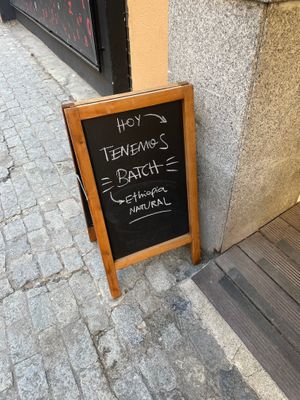 HOY
TENEMOS
BATCH
Ethiopia
NATURAL